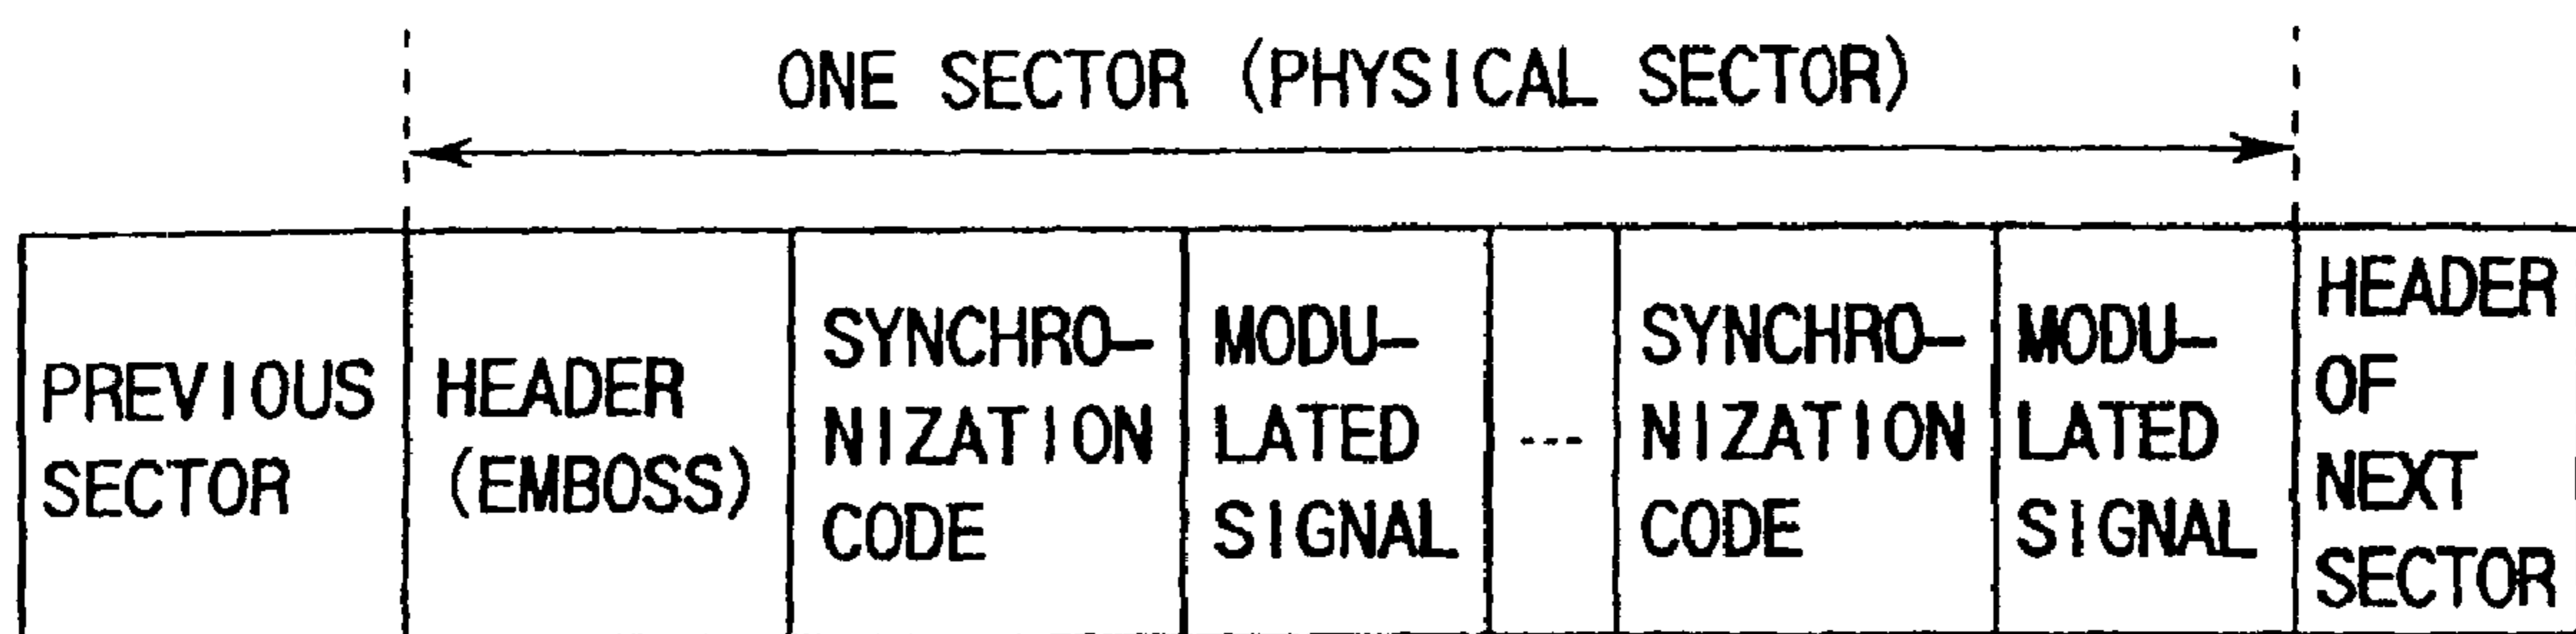 ONE SECTOR (PHYSICAL SECTOR)
PREVIOUS
SECTOR
HEADER
(EMBOSS)
SYNCHRO-
NIZATION
CODE
MODU-
LATED
SIGNAL
---
SYNCHRO-
NIZATION
CODE
MODU-
LATED
SIGNAL
HEADER
OF
NEXT
SECTOR